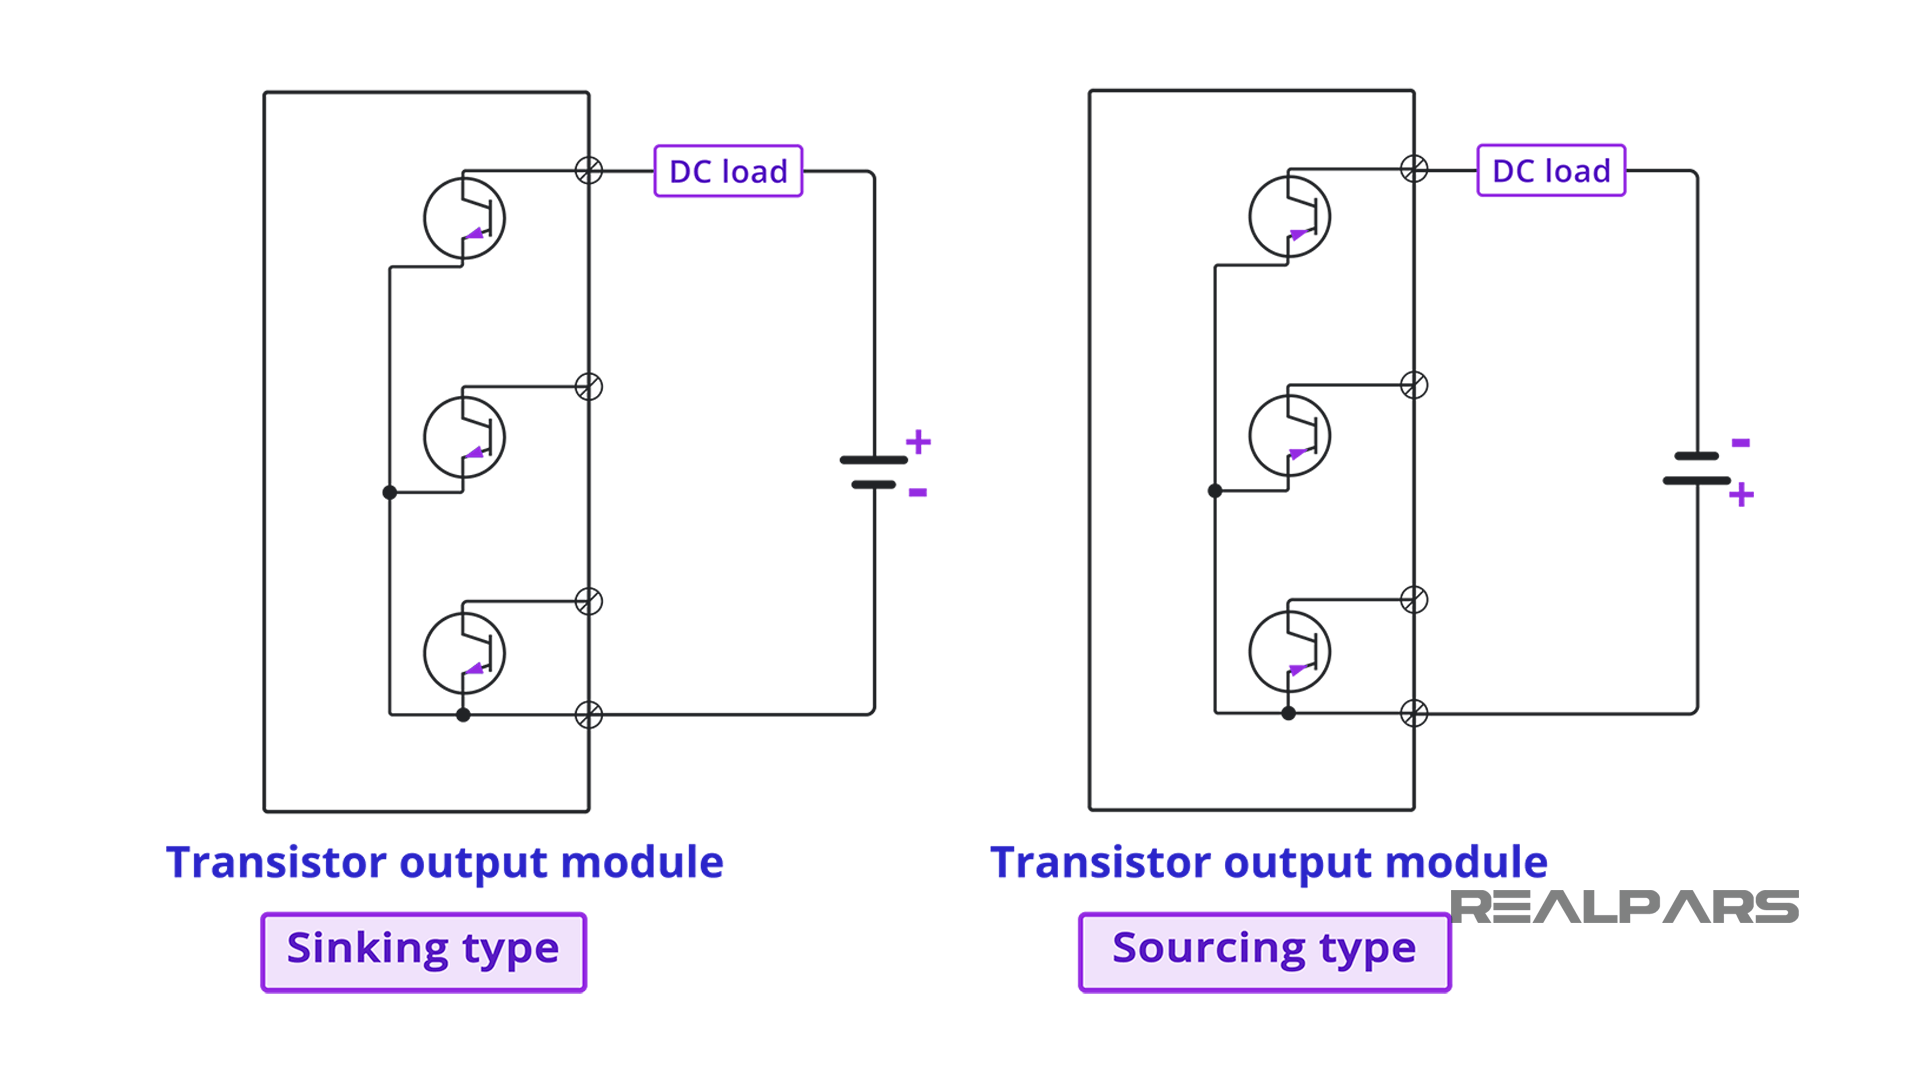 DC load
+
-
Transistor output module
Sinking type
DC load
-
+
Transistor output module
Sourcing type
REALPARS